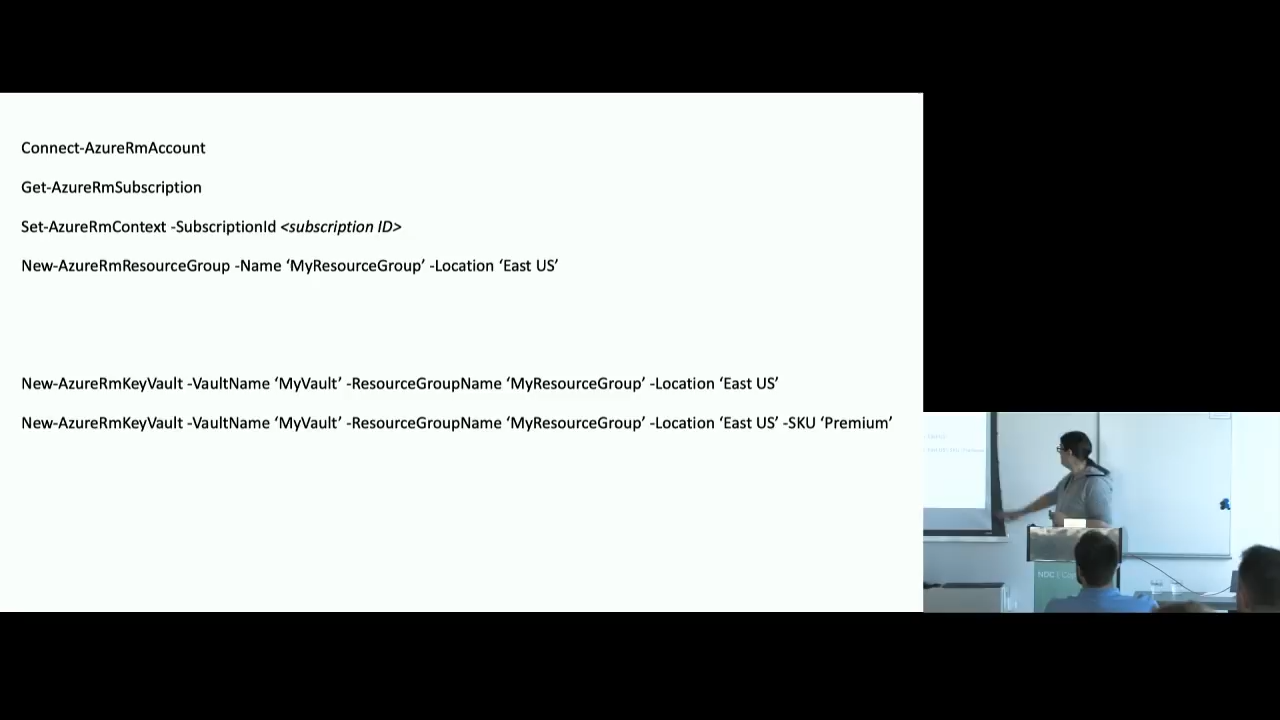 Connect-AzureRmAccount
Get-AzureRmSubscription
Set-AzureRmContext -SubscriptionId <subscription ID>
New-AzureRmResourceGroup -Name ‘MyResourceGroup’ -Location ‘East US’
New-AzureRmKeyVault -VaultName ‘MyVault’ -ResourceGroupName ‘MyResourceGroup’ -Location ‘East US’
New-AzureRmKeyVault -VaultName ‘MyVault’ -ResourceGroupName ‘MyResourceGroup’ -Location ‘East US’ -SKU ‘Premium’
NDC